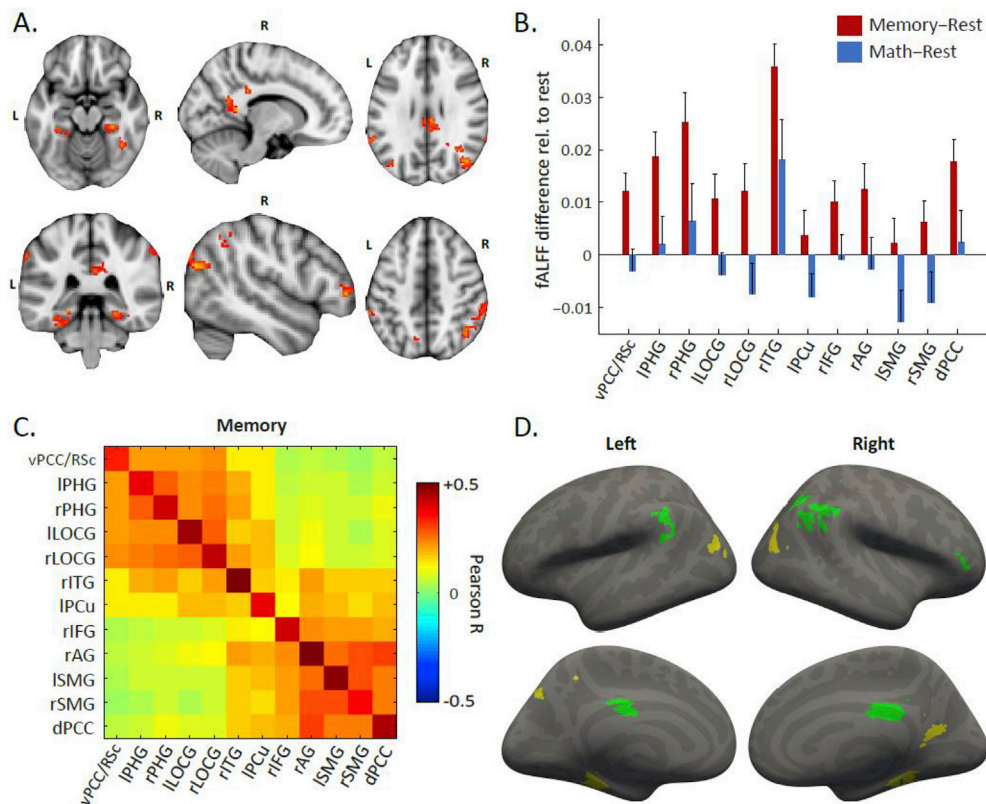 A.
R
L
R
R
L
R
R
L
R
L
R
B.
Memory–Rest
Math–Rest
fALFF difference rel. to rest
0.04
0.03
0.02
0.01
0
–0.01
vPCC/RSc
lPHG
rPHG
lLOCG
rLOCG
rITG
lPCu
rIFG
rAG
lSMG
rSMG
dPCC
C.
Memory
vPCC/RSc
lPHG
rPHG
lLOCG
rLOCG
rITG
lPCu
rIFG
rAG
lSMG
rSMG
dPCC
vPCC/RSc
lPHG
rPHG
lLOCG
rLOCG
rITG
lPCu
rIFG
rAG
lSMG
rSMG
dPCC
+0.5
0
-0.5
Pearson R
D.
Left
Right